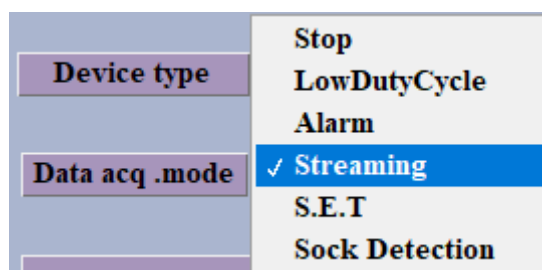 Stop
Device type
LowDutyCycle
Alarm
Data acq .mode
✓ Streaming
S.E.T
Sock Detection